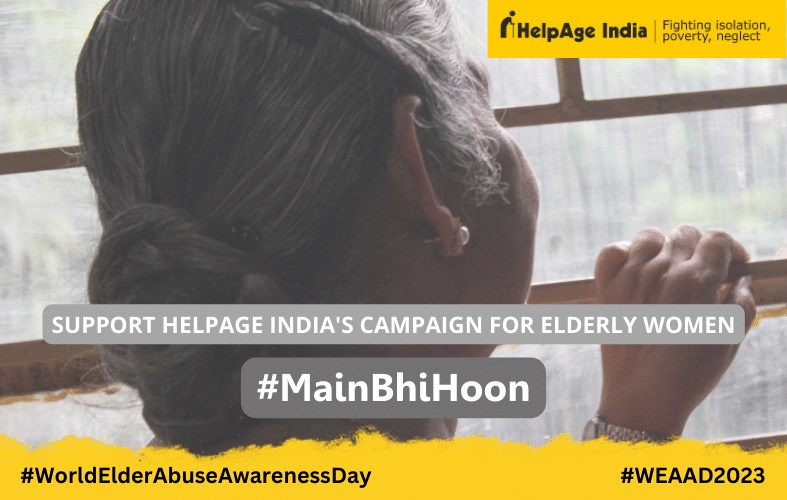 HelpAge India
Fighting isolation,
poverty, neglect
SUPPORT HELPAGE INDIA'S CAMPAIGN FOR ELDERLY WOMEN
#MainBhiHoon
#WorldElderAbuseAwarenessDay
#WEAAD2023